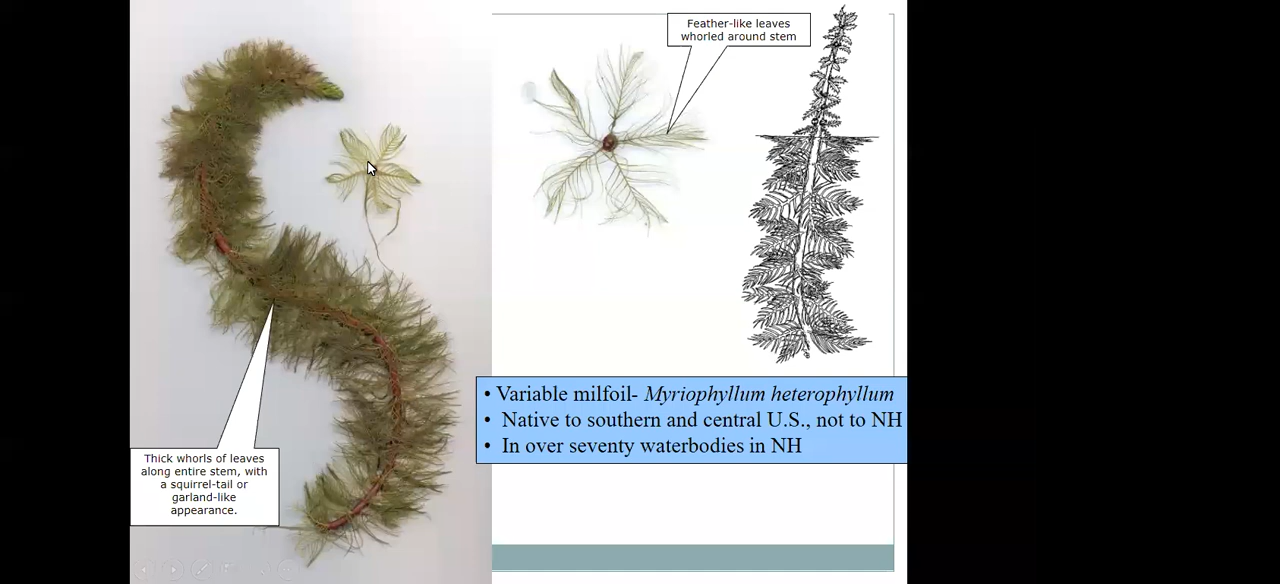 Feather-like leaves
whorled around stem
• Variable milfoil- Myriophyllum heterophyllum
• Native to southern and central U.S., not to NH
• In over seventy waterbodies in NH
Thick whorls of leaves
along entire stem, with
a squirrel-tail or
garland-like
appearance.